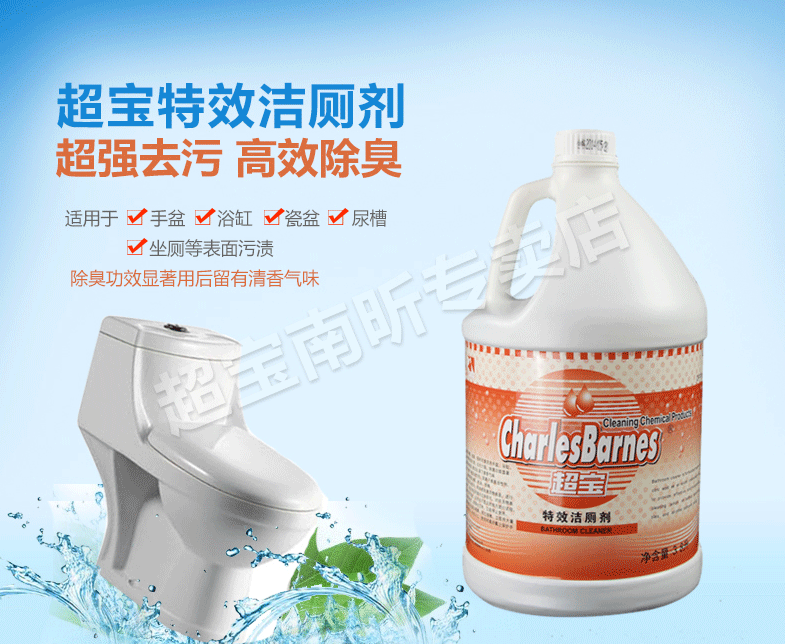 超宝特效洁厕剂
超强去污 高效除臭
适用于 手盆 浴缸 瓷盆 尿槽
坐厕等表面污渍
除臭功效显著用后留有清香气味
超宝南昕专卖店
Cleaning Chemical Products
CharlesBarnes
超宝
特效洁厕剂
BATHROOM CLEANER
净含量: